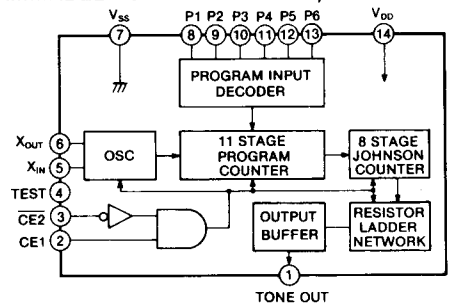 VSS P1 P2 P3 P4 P5 P6 VDD
7 8 9 10 11 12 13 14
PROGRAM INPUT
DECODER
XOUT 6
XIN 5
TEST 4
CE2 3
CE1 2
OSC
11 STAGE
PROGRAM
COUNTER
8 STAGE
JOHNSON
COUNTER
OUTPUT
BUFFER
RESISTOR
LADDER
NETWORK
1
TONE OUT